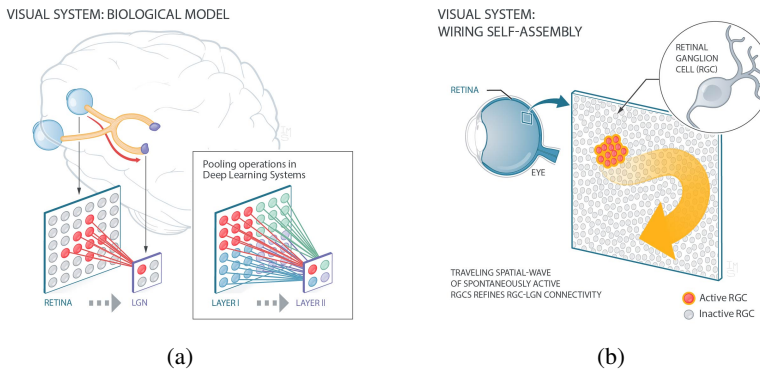 VISUAL SYSTEM: BIOLOGICAL MODEL
Pooling operations in
Deep Learning Systems
RETINA
LGN
LAYER I
LAYER II
(a)
VISUAL SYSTEM:
WIRING SELF-ASSEMBLY
RETINAL
GANGLION
CELL (RGC)
RETINA
EYE
TRAVELING SPATIAL-WAVE
OF SPONTANEOUSLY ACTIVE
RGCS REFINES RGC-LGN CONNECTIVITY
Active RGC
Inactive RGC
(b)